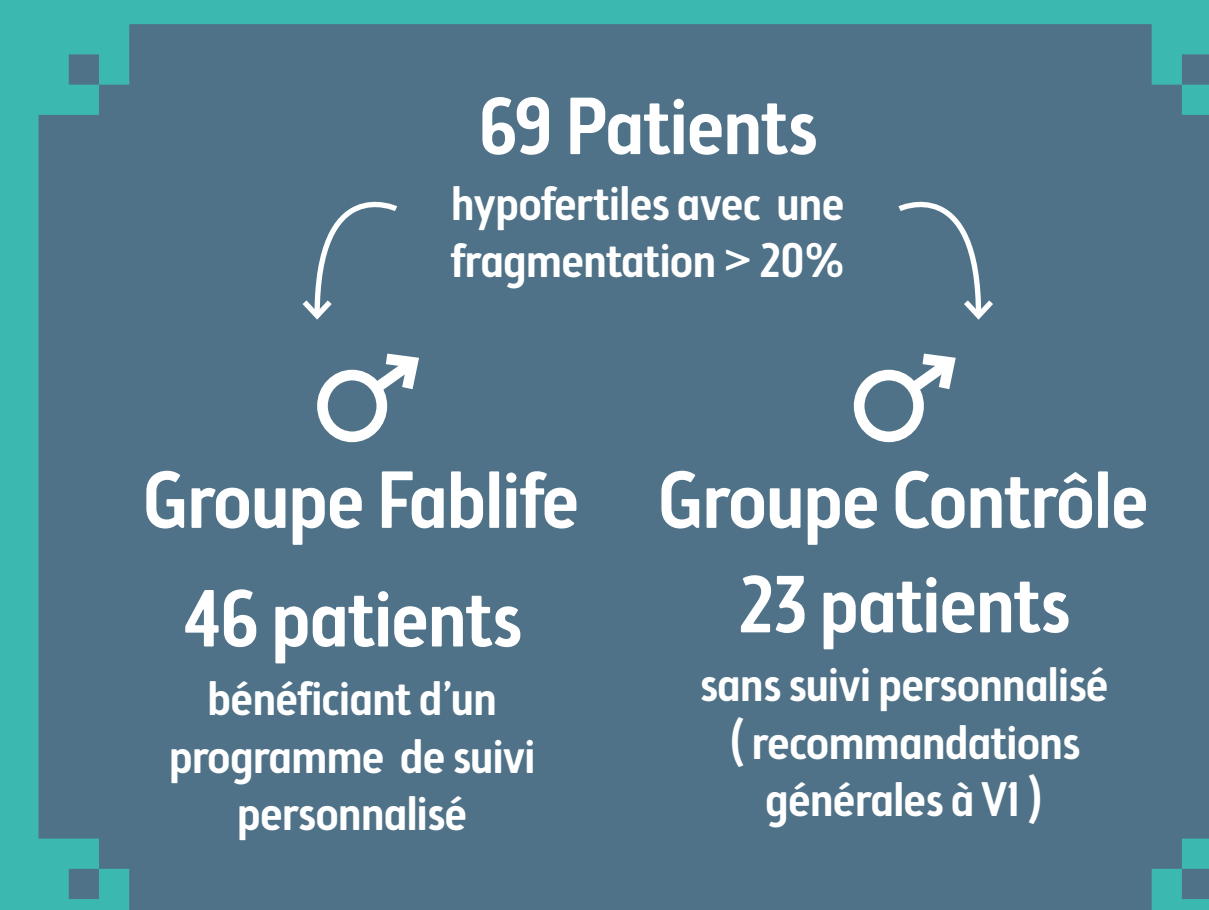 69 Patients
hypofertiles avec une
fragmentation > 20%
Groupe Fablife
46 patients
bénéficiant d’un
programme de suivi
personnalisé
Groupe Contrôle
23 patients
sans suivi personnalisé
( recommandations
générales à V1 )